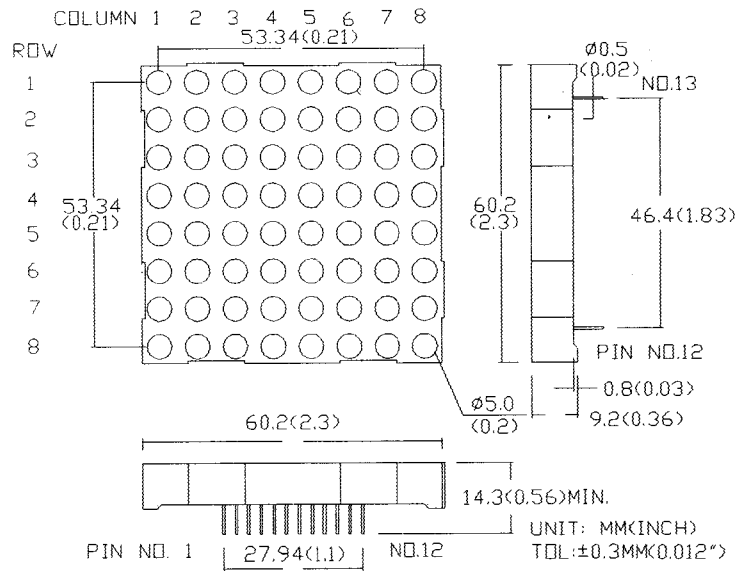 COLUMN 1 2 3 4 5 6 7 8
53.34(0.21)
ROW
1
2
3
4
5
6
7
8
53.34
(0.21)
Ø0.5
(0.02)
NO.13
60.2
(2.3)
46.4(1.83)
PIN NO.12
0.8(0.03)
9.2(0.36)
Ø5.0
(0.2)
60.2(2.3)
14.3(0.56)MIN.
PIN NO. 1
27.94(1.1)
NO.12
UNIT: MM(INCH)
TOL:±0.3MM(0.012")